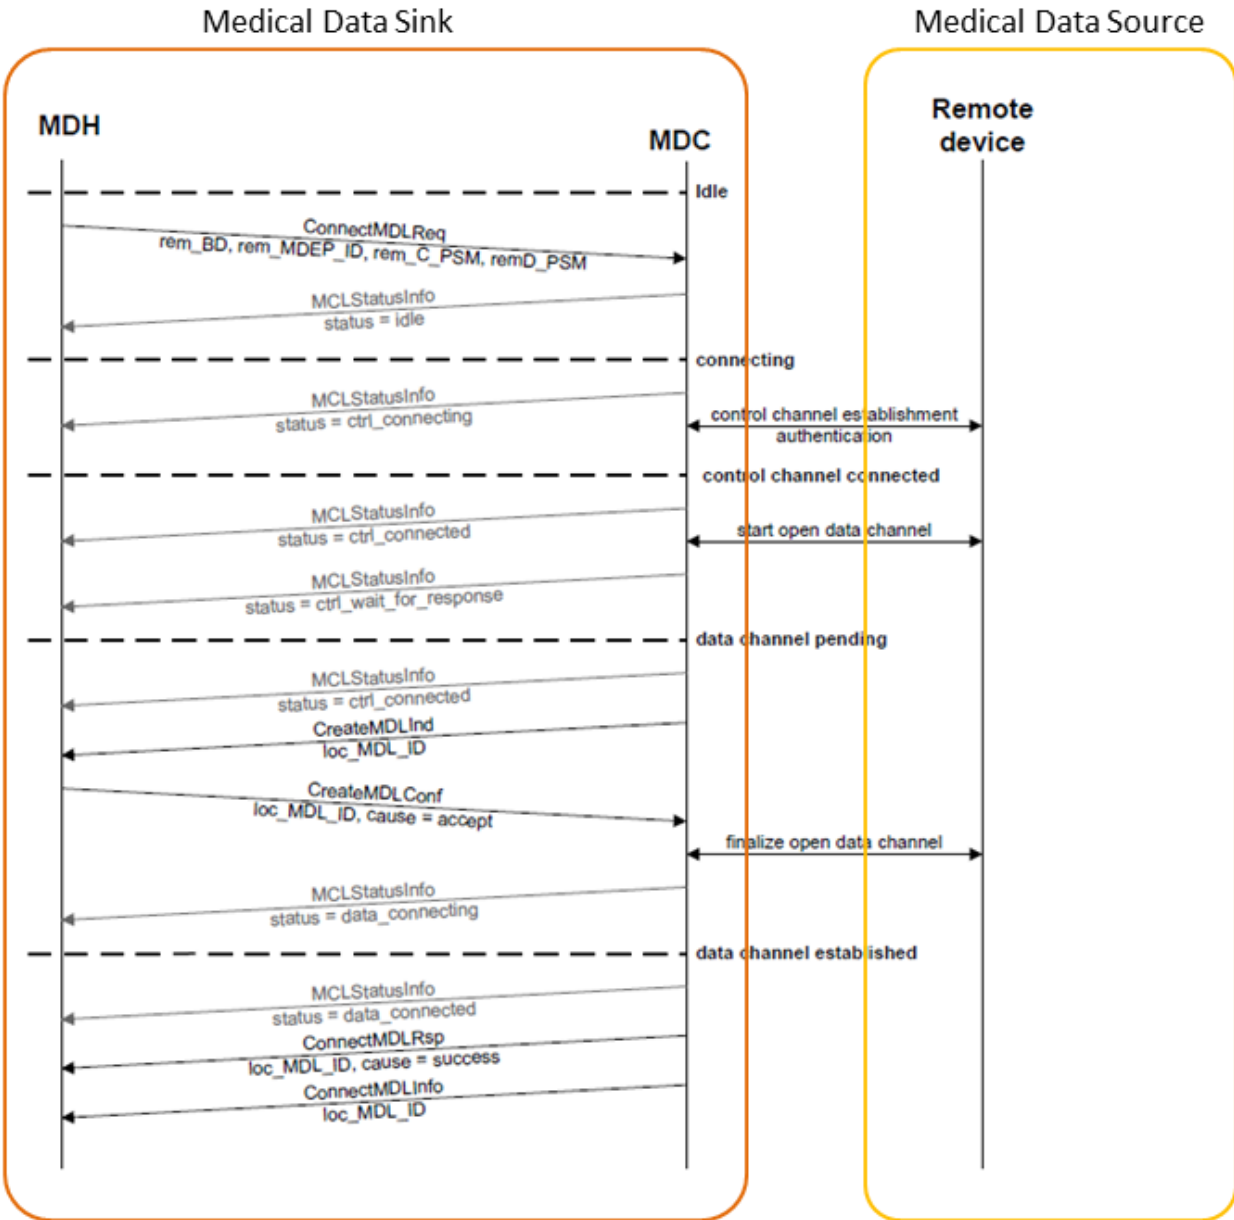 Medical Data Sink
Medical Data Source
MDH
MDC
Remote
device
Idle
ConnectMDLReq
rem_BD, rem_MDEP_ID, rem_C_PSM, remD_PSM
MCLStatusInfo
status = idle
connecting
MCLStatusInfo
status = ctrl_connecting
control channel establishment
authentication
control channel connected
MCLStatusInfo
status = ctrl_connected
start open data channel
MCLStatusInfo
status = ctrl_wait_for_response
data channel pending
MCLStatusInfo
status = ctrl_connected
CreateMDLInd
loc_MDL_ID
CreateMDLConf
loc_MDL_ID, cause = accept
finalize open data channel
MCLStatusInfo
status = data_connecting
data channel established
MCLStatusInfo
status = data_connected
ConnectMDLRsp
loc_MDL_ID, cause = success
ConnectMDLInfo
loc_MDL_ID